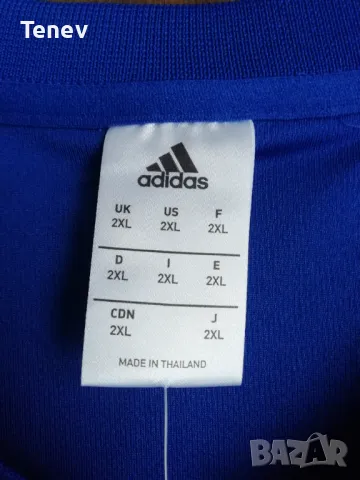 Tenev
adidas
UK US F
2XL 2XL 2XL
D I E
2XL 2XL 2XL
CDN J
2XL 2XL
MADE IN THAILAND
BAZAR